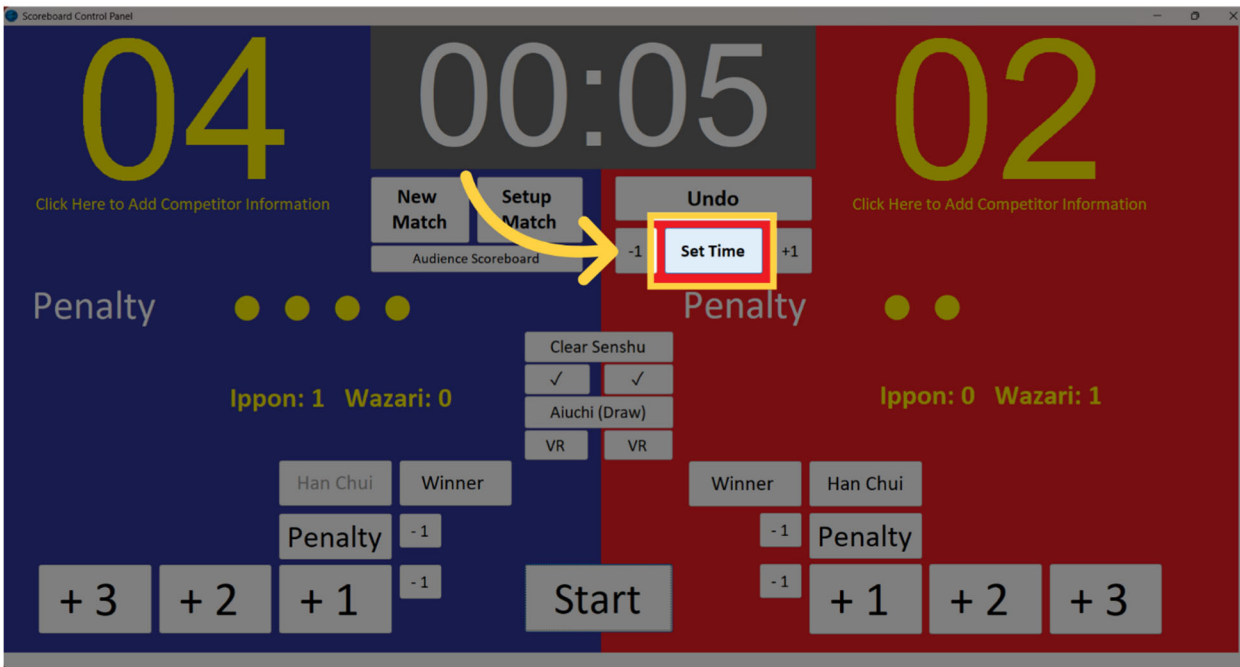 Scoreboard Control Panel
04 00:05 02
Click Here to Add Competitor Information
New Match
Setup Match
Undo
Click Here to Add Competitor Information
Audience Scoreboard
-1 Set Time +1
Penalty Penalty
Clear Senshu
✓ ✓
Ippon: 1 Wazari: 0
Aiuchi (Draw)
Ippon: 0 Wazari: 1
VR VR
Han Chui Winner Winner Han Chui
Penalty - 1 - 1 Penalty
+ 3 + 2 + 1 - 1 Start - 1 + 1 + 2 + 3